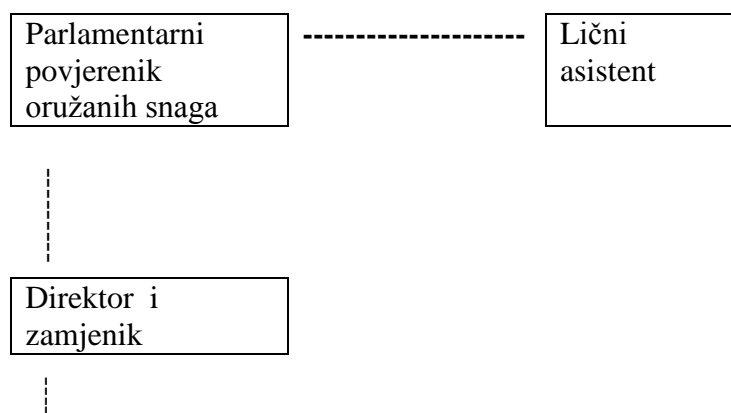 Parlamentarni
povjerenik
oružanih snaga
Lični
asistent
Direktor i
zamjenik